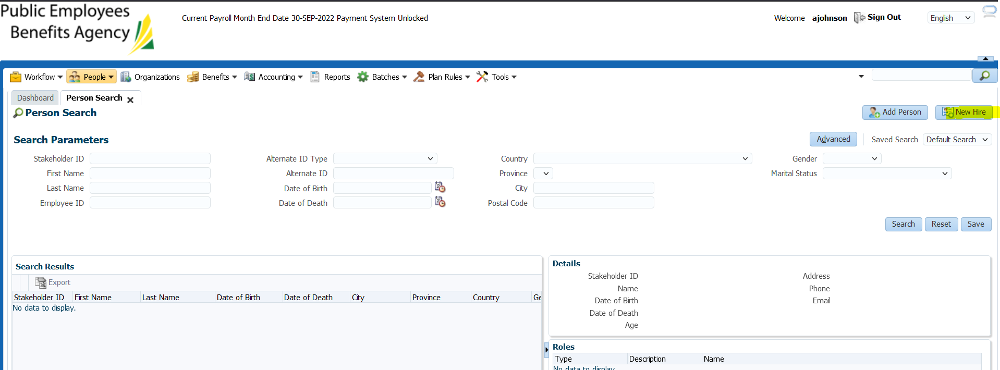 Public Employees
Benefits Agency
Current Payroll Month End Date 30-SEP-2022 Payment System Unlocked
Welcome ajohnson Sign Out English
Workflow People Organizations Benefits Accounting Reports Batches Plan Rules Tools
Dashboard Person Search
Person Search Add Person New Hire
Search Parameters Advanced Saved Search Default Search
Stakeholder ID Alternate ID Type Country Gender
First Name Alternate ID Province Marital Status
Last Name Date of Birth City
Employee ID Date of Death Postal Code
Search Reset Save
Search Results
Export
Stakeholder ID First Name Last Name Date of Birth Date of Death City Province Country Ge
No data to display.
Details
Stakeholder ID Address
Name Phone
Date of Birth Email
Date of Death
Age
Roles
Type Description Name
No data to display